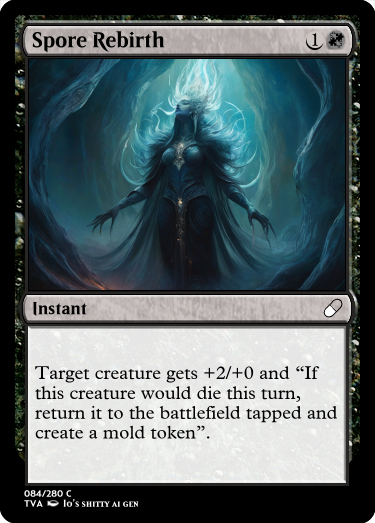 Spore Rebirth 1
Instant
Target creature gets +2/+0 and “If
this creature would die this turn,
return it to the battlefield tapped and
create a mold token”.
084/280 C
TVA Io's shitty ai gen